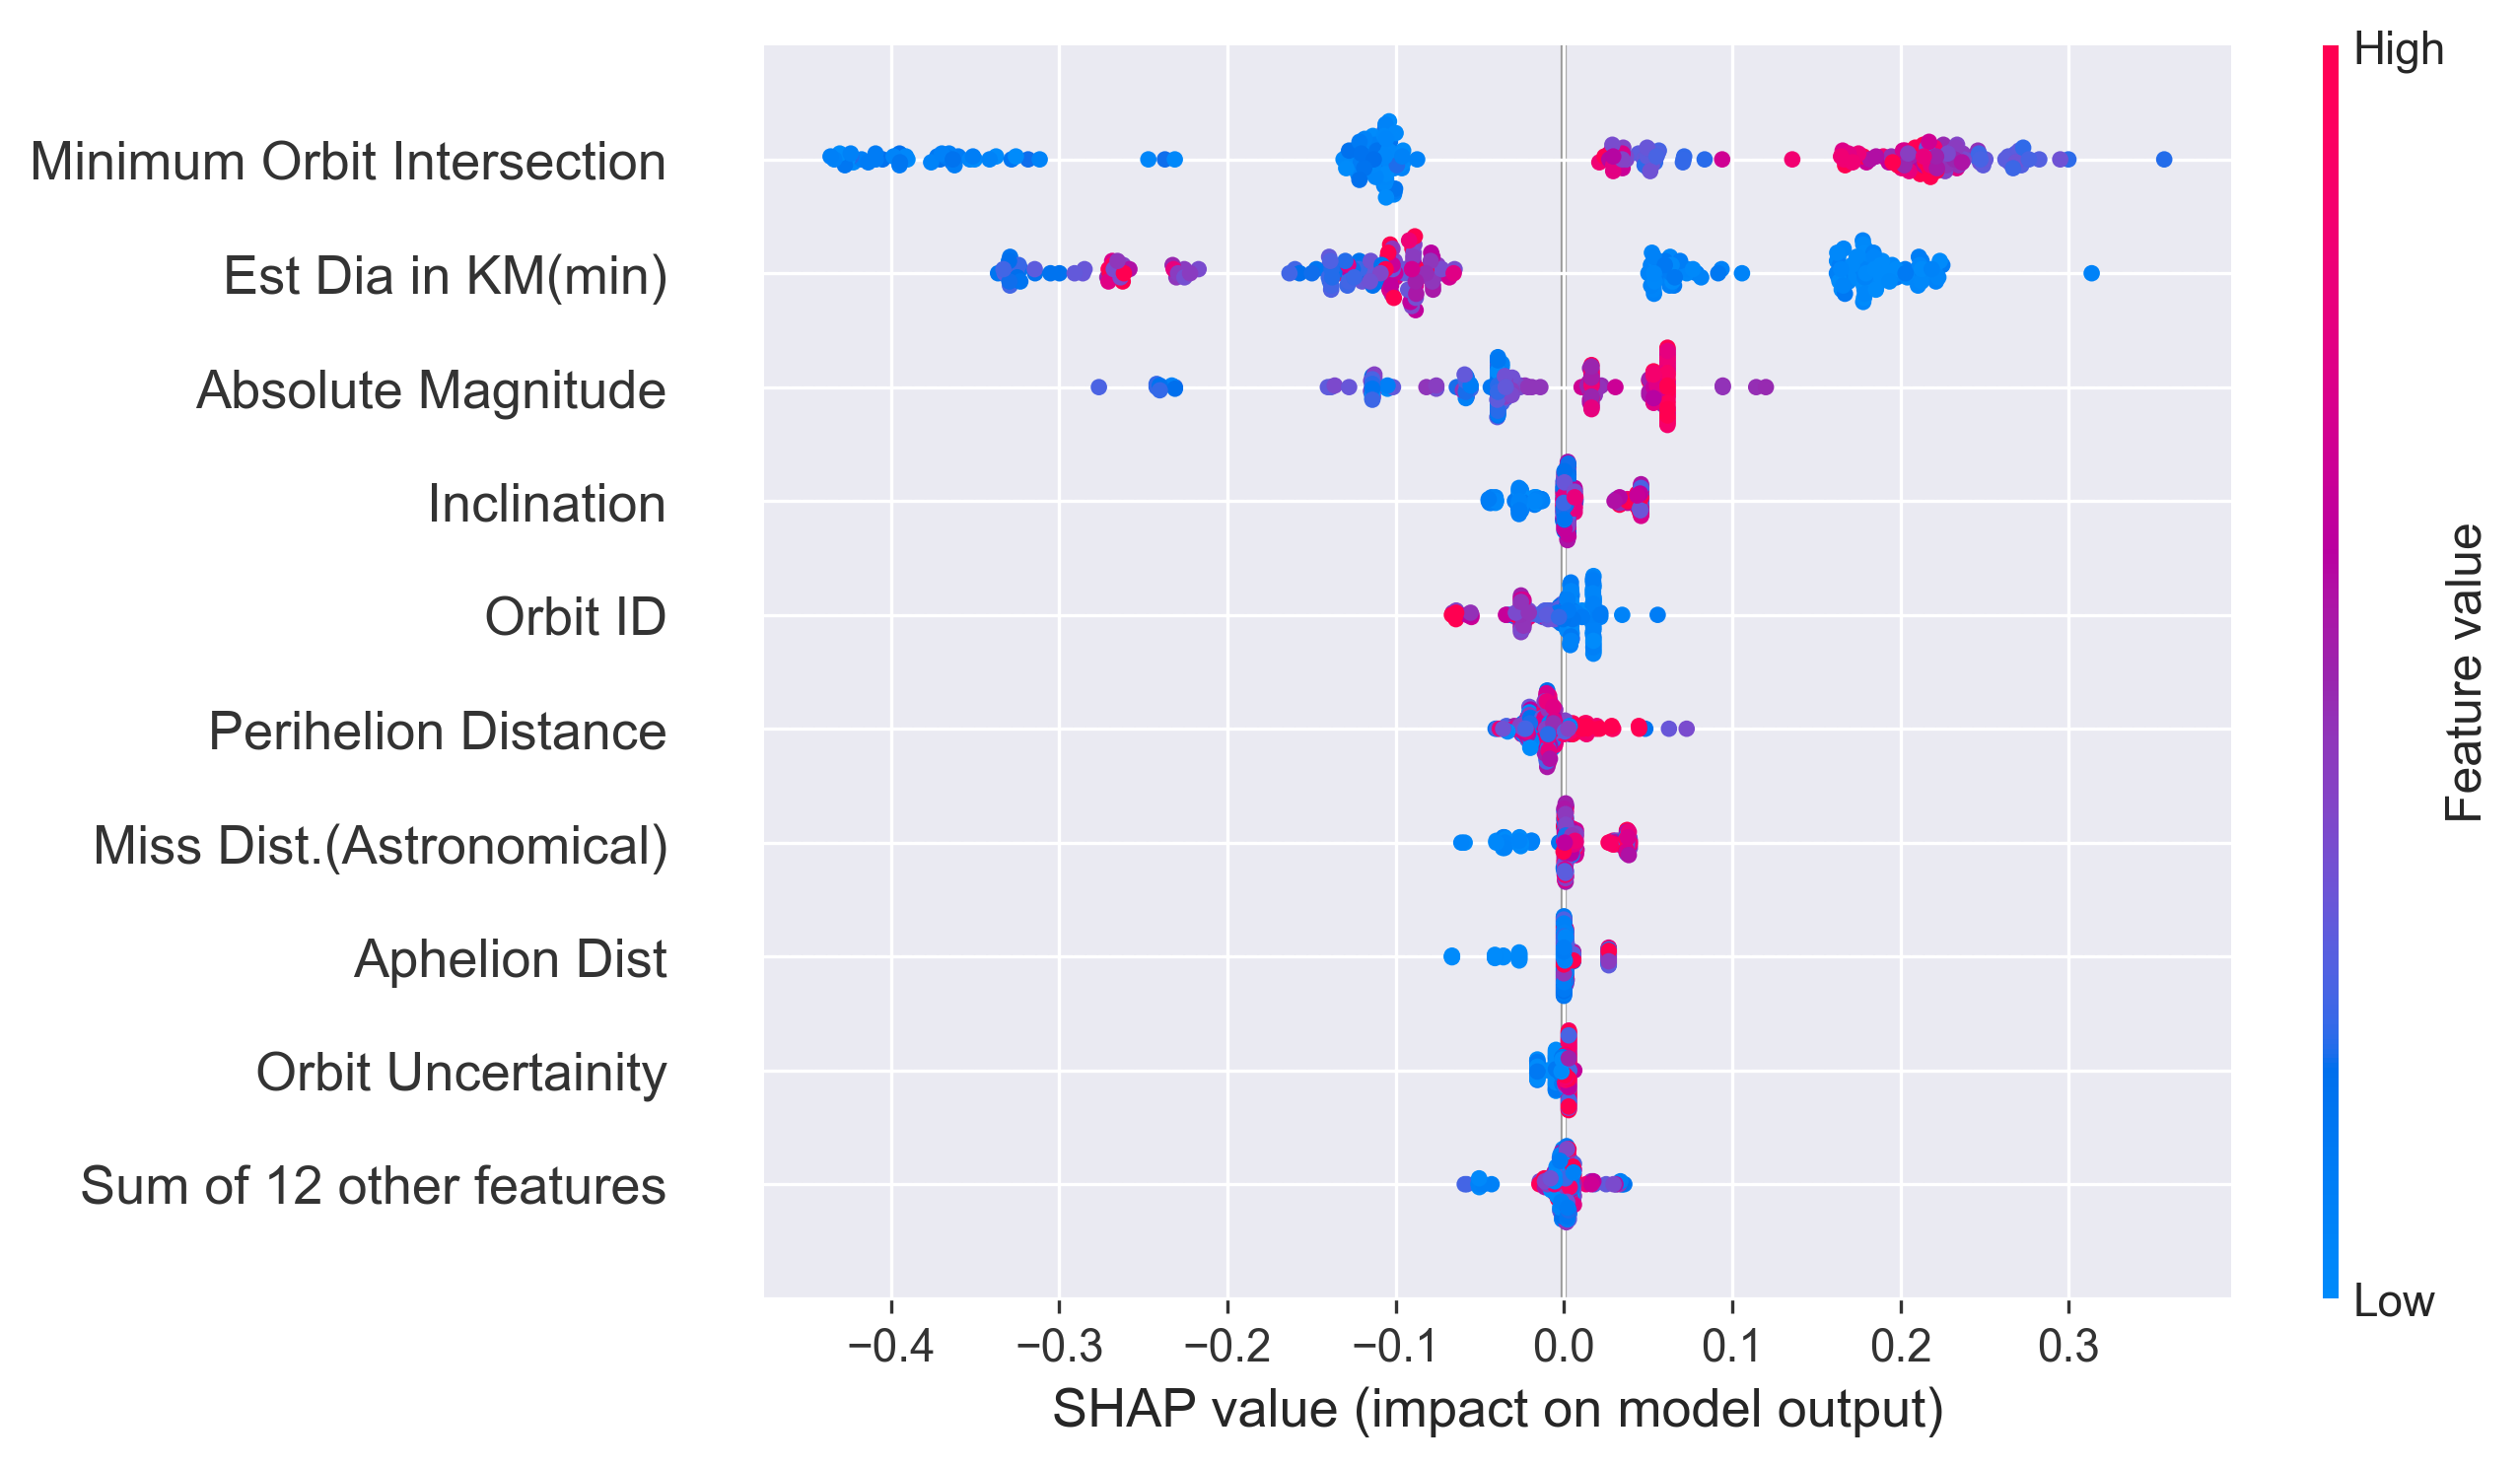 High
Minimum Orbit Intersection
Est Dia in KM(min)
Absolute Magnitude
Inclination
Orbit ID
Perihelion Distance
Miss Dist.(Astronomical)
Aphelion Dist
Orbit Uncertainity
Sum of 12 other features
Feature value
Low
−0.4 −0.3 −0.2 −0.1 0.0 0.1 0.2 0.3
SHAP value (impact on model output)